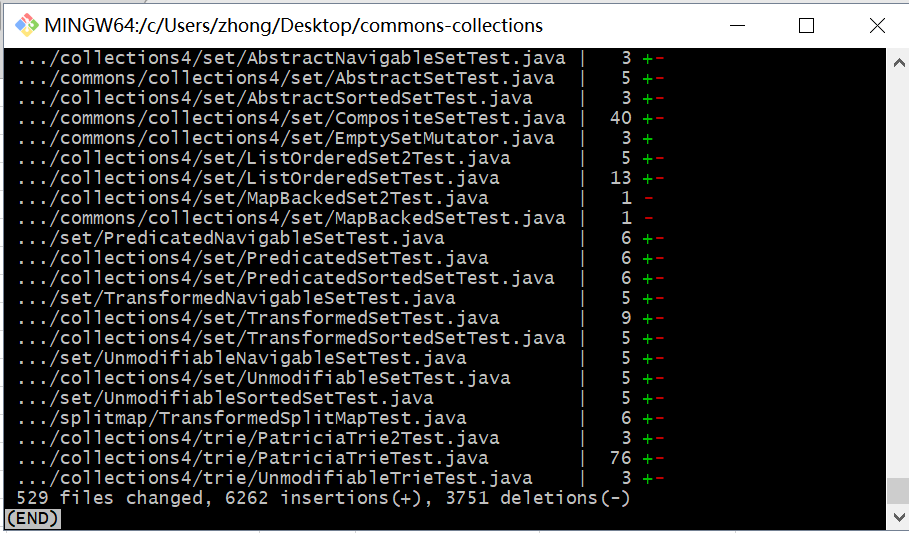 MINGW64:/c/Users/zhong/Desktop/commons-collections
.../collections4/set/AbstractNavigableSetTest.java | 3 +-
.../commons/collections4/set/AbstractSetTest.java | 5 +-
.../collections4/set/AbstractSortedSetTest.java | 3 +-
.../commons/collections4/set/CompositeSetTest.java | 40 +-
.../commons/collections4/set/EmptySetMutator.java | 3 +
.../collections4/set/ListOrderedSet2Test.java | 5 +-
.../collections4/set/ListOrderedSetTest.java | 13 +-
.../collections4/set/MapBackedSet2Test.java | 1 -
.../commons/collections4/set/MapBackedSetTest.java | 1 -
.../set/PredicatedNavigableSetTest.java | 6 +-
.../collections4/set/PredicatedSetTest.java | 6 +-
.../collections4/set/PredicatedSortedSetTest.java | 6 +-
.../set/TransformedNavigableSetTest.java | 5 +-
.../collections4/set/TransformedSetTest.java | 9 +-
.../collections4/set/TransformedSortedSetTest.java | 5 +-
.../set/UnmodifiableNavigableSetTest.java | 5 +-
.../collections4/set/UnmodifiableSetTest.java | 5 +-
.../set/UnmodifiableSortedSetTest.java | 5 +-
.../splitmap/TransformedSplitMapTest.java | 6 +-
.../collections4/trie/PatriciaTrie2Test.java | 3 +-
.../collections4/trie/PatriciaTrieTest.java | 76 +-
.../collections4/trie/UnmodifiableTrieTest.java | 3 +-
529 files changed, 6262 insertions(+), 3751 deletions(-)
(END)